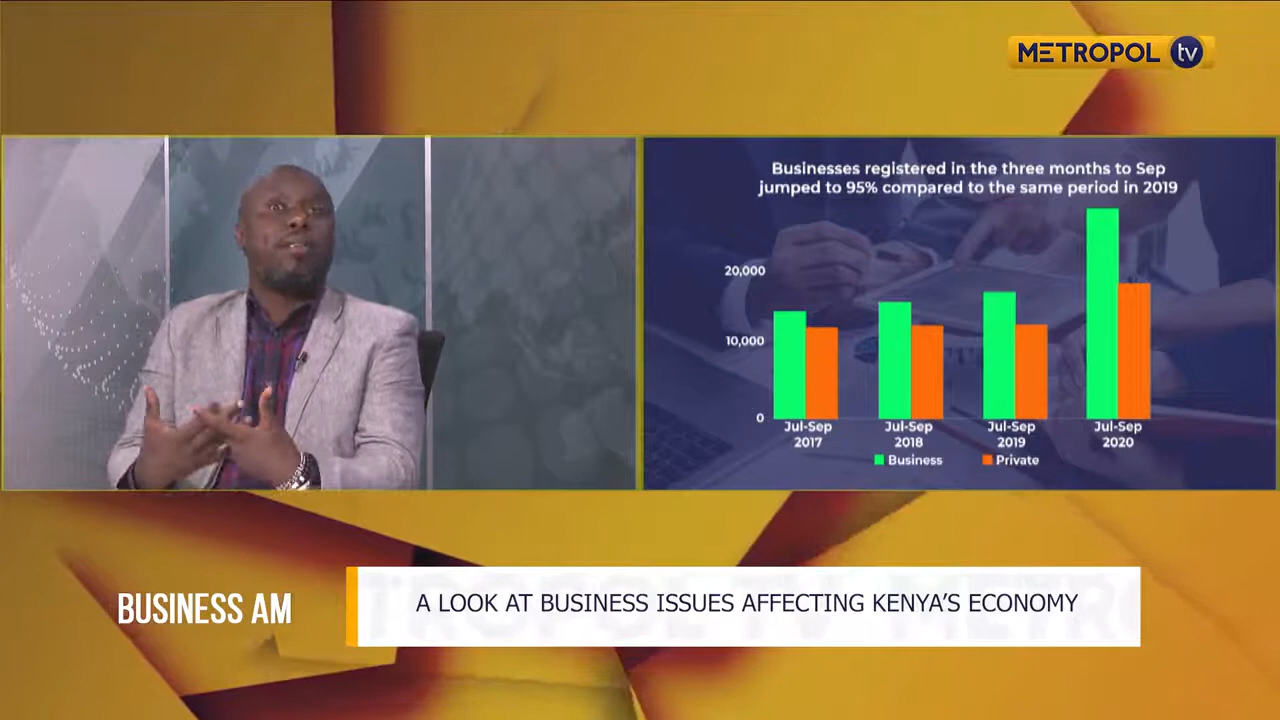 METROPOL tv
Businesses registered in the three months to Sep
jumped to 95% compared to the same period in 2019
20,000
10,000
0
Jul-Sep 2017
Jul-Sep 2018
Jul-Sep 2019
Jul-Sep 2020
Business
Private
BUSINESS AM
A LOOK AT BUSINESS ISSUES AFFECTING KENYA'S ECONOMY